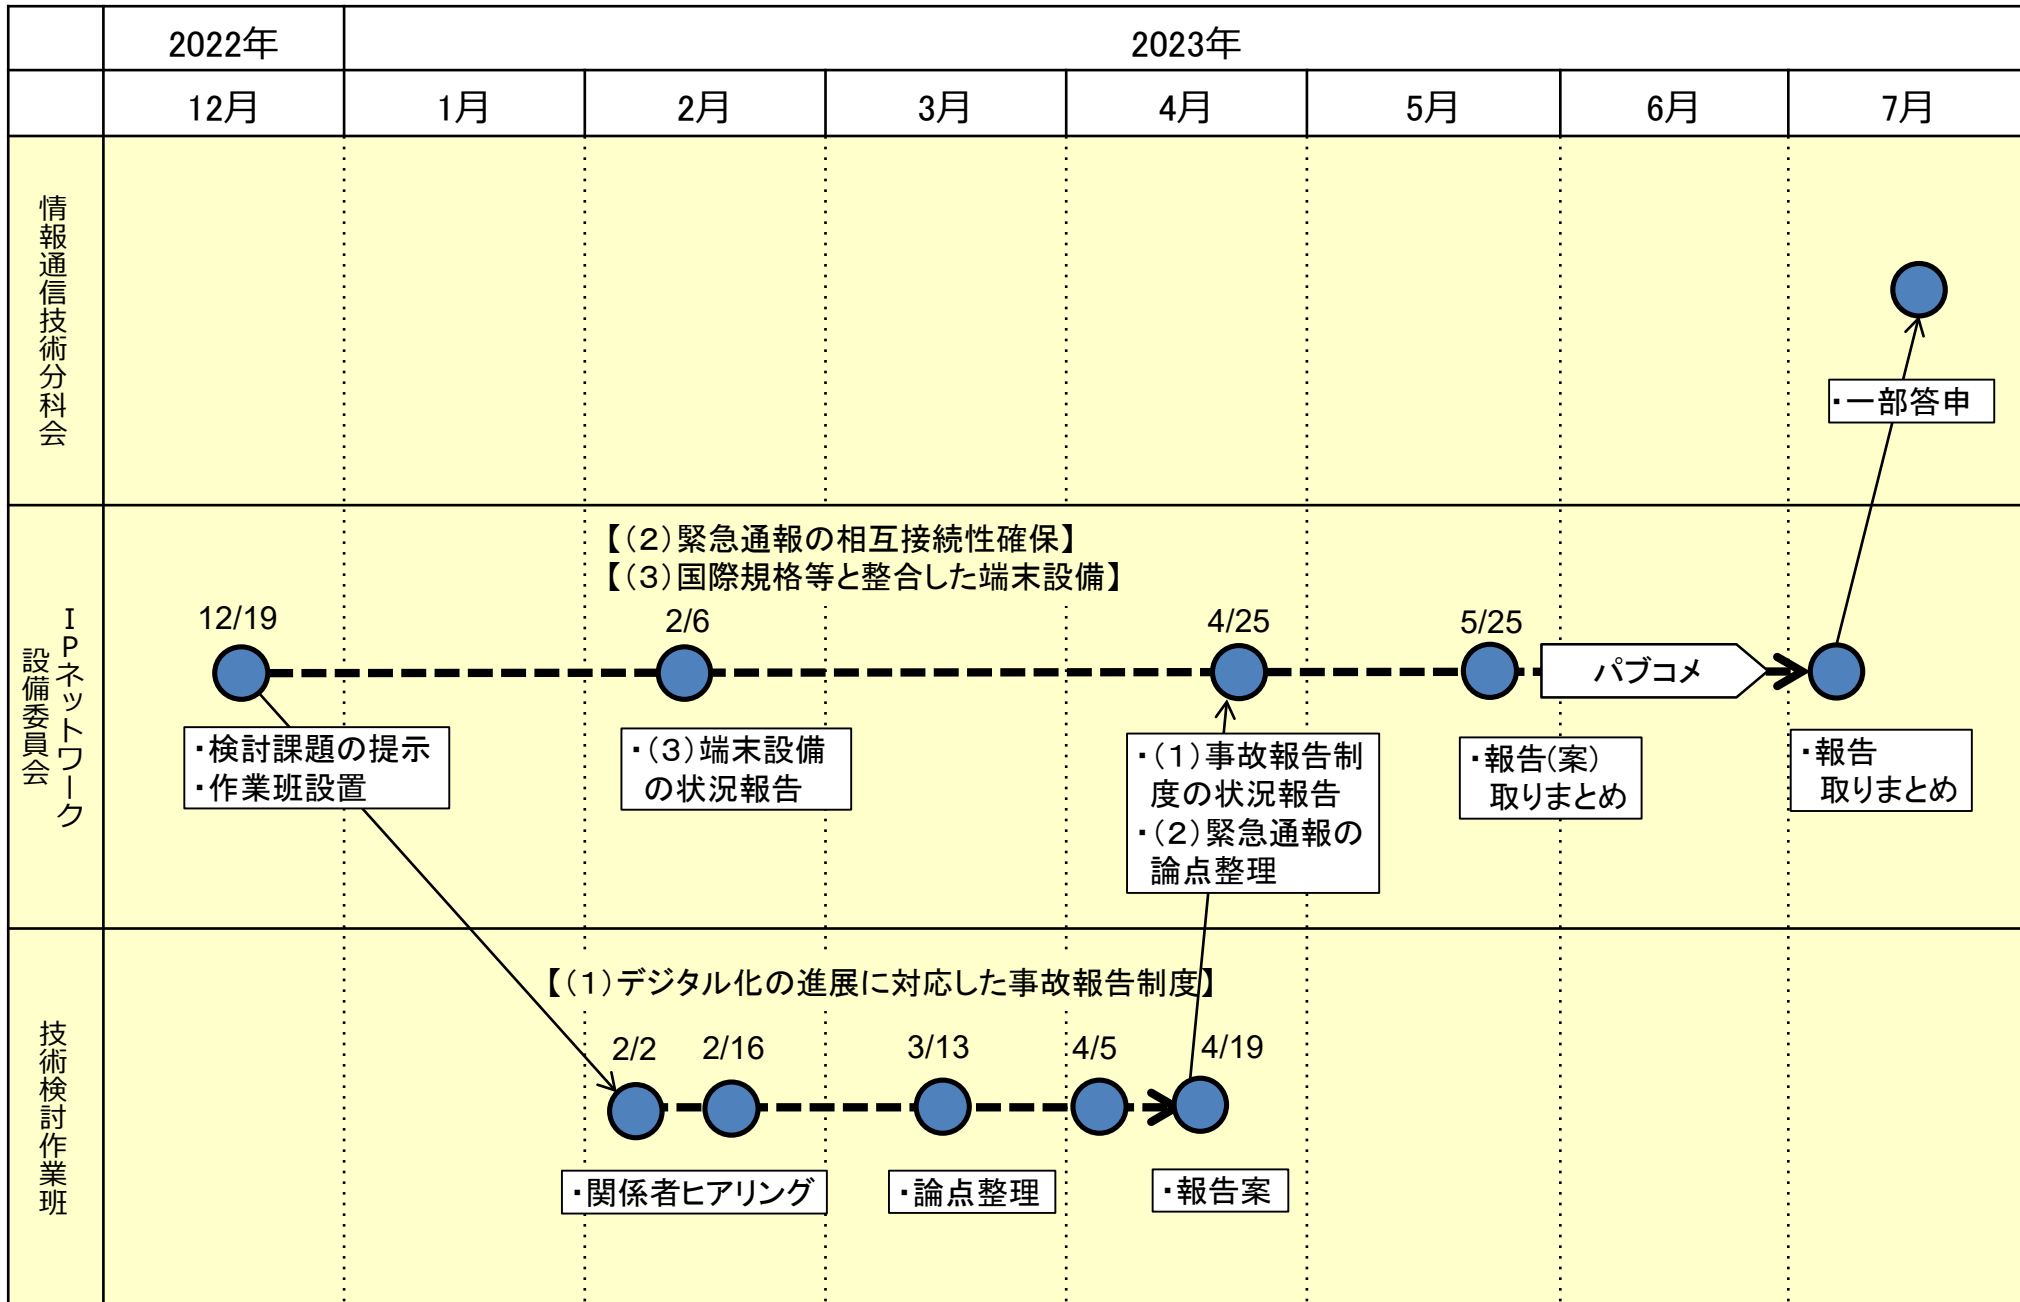 2022年
2023年
12月
1月
2月
3月
4月
5月
6月
7月
情報通信技術分科会
・一部答申
IPネットワーク
設備委員会
【(2)緊急通報の相互接続性確保】
【(3)国際規格等と整合した端末設備】
12/19
2/6
4/25
5/25
パブコメ
・検討課題の提示
・作業班設置
・(3)端末設備
の状況報告
・(1)事故報告制
度の状況報告
・(2)緊急通報の
論点整理
・報告(案)
取りまとめ
・報告
取りまとめ
技術検討作業班
【(1)デジタル化の進展に対応した事故報告制度】
2/2
2/16
3/13
4/5
4/19
・関係者ヒアリング
・論点整理
・報告案